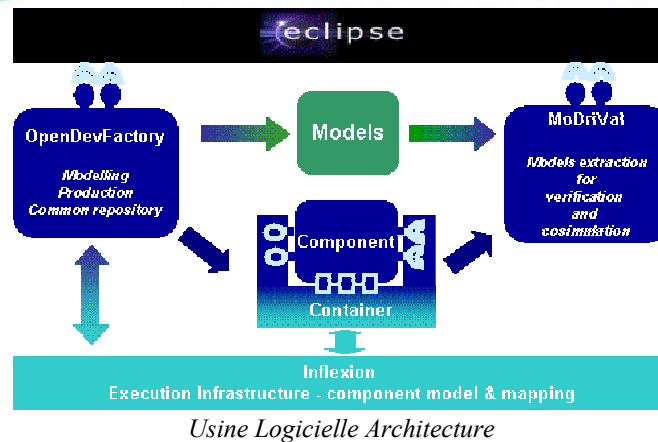 eclipse
OpenDevFactory
Modelling
Production
Common repository
Models
MoDriVal
Models extraction
for
verification
and
cosimulation
Component
Container
Inflexion
Execution Infrastructure - component model & mapping
Usine Logicielle Architecture